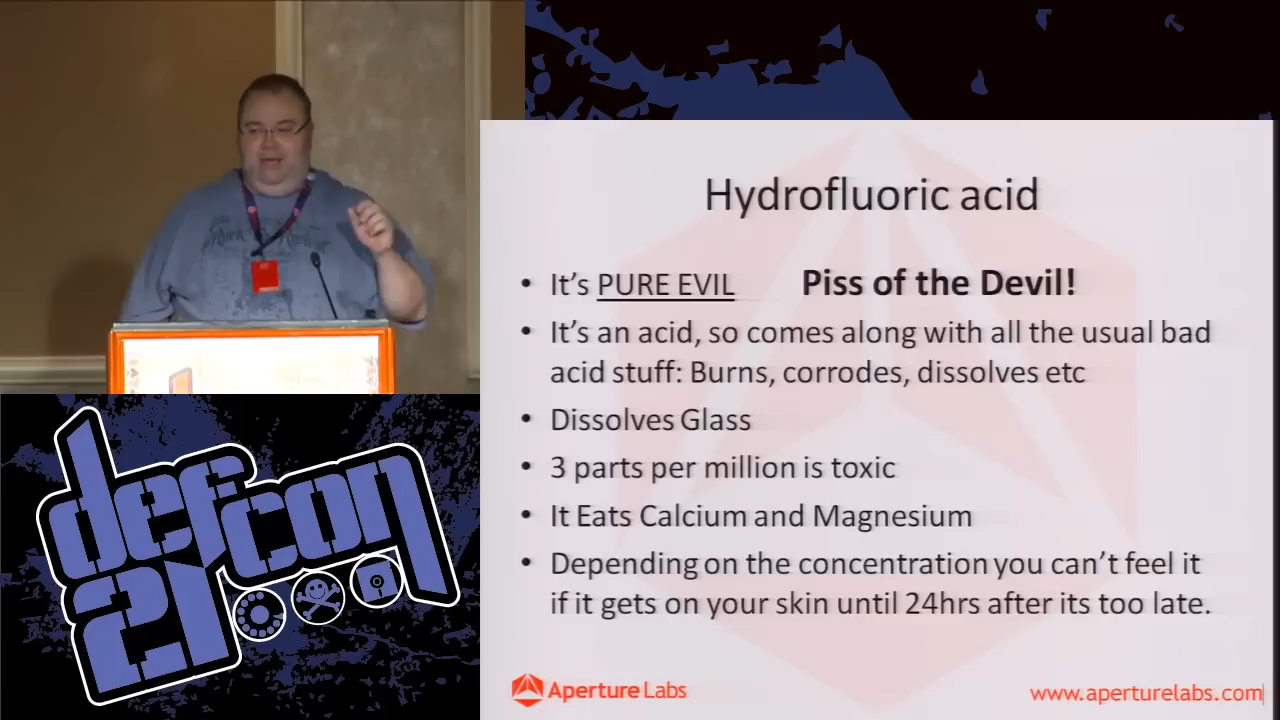 Hydrofluoric acid
• It's PURE EVIL Piss of the Devil!
• It's an acid, so comes along with all the usual bad
acid stuff: Burns, corrodes, dissolves etc
• Dissolves Glass
• 3 parts per million is toxic
• It Eats Calcium and Magnesium
• Depending on the concentration you can't feel it
if it gets on your skin until 24hrs after its too late.
Aperture Labs
www.aperturelabs.com
defcon
21